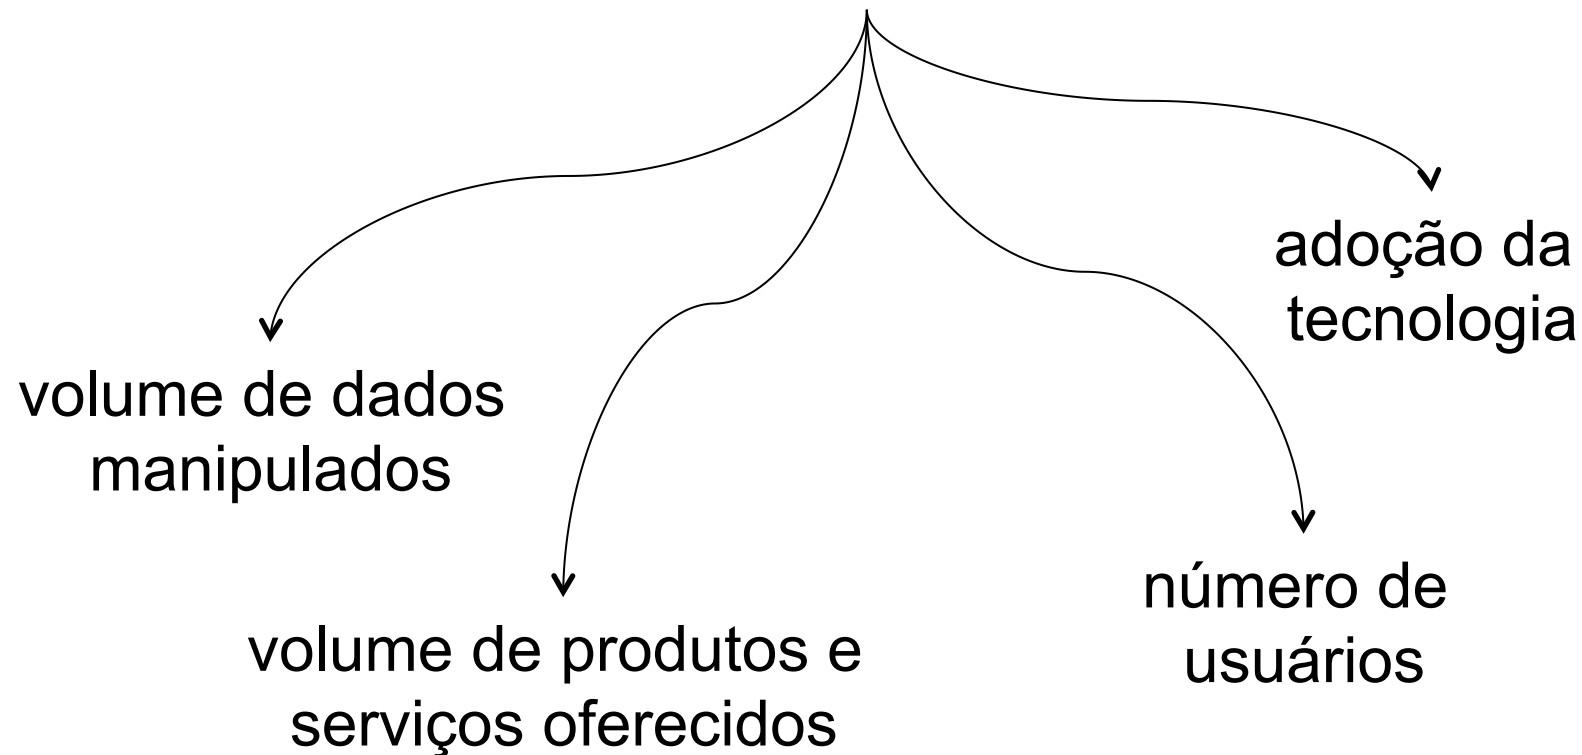 adoção da
tecnologia
volume de dados
manipulados
número de
usuários
volume de produtos e
serviços oferecidos